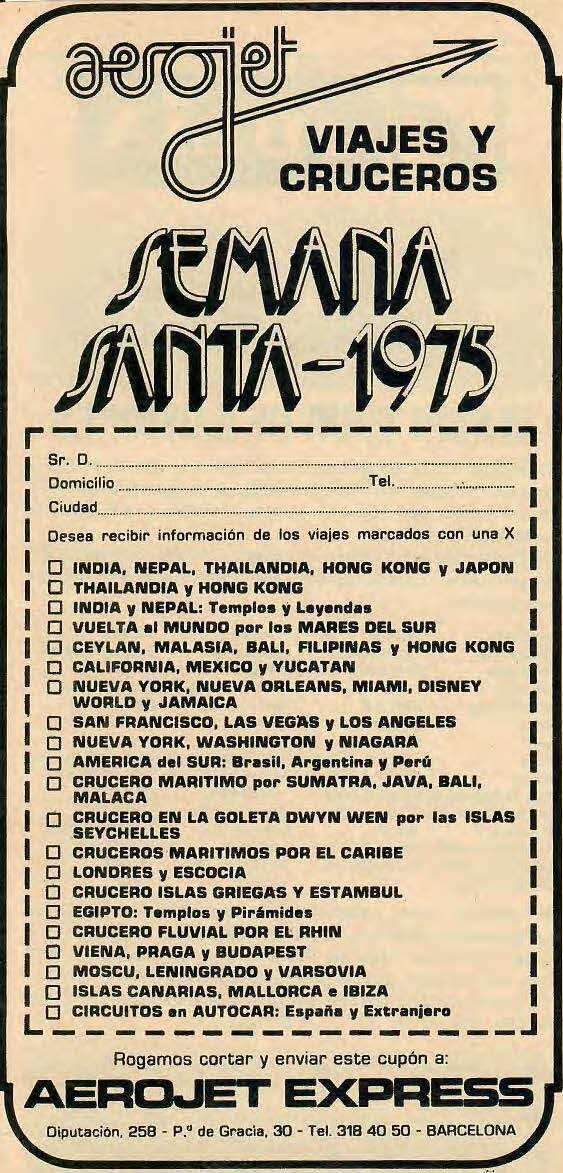 aerojet
VIAJES Y
CRUCEROS
SEMANA
SANTA-1975
Sr. D.
Domicilio Tel.
Ciudad
Desea recibir información de los viajes marcados con una X
INDIA, NEPAL, THAILANDIA, HONG KONG y JAPON
THAILANDIA y HONG KONG
INDIA y NEPAL: Templos y Leyendas
VUELTA al MUNDO por los MARES DEL SUR
CEYLAN, MALASIA, BALI, FILIPINAS y HONG KONG
CALIFORNIA, MEXICO y YUCATAN
NUEVA YORK, NUEVA ORLEANS, MIAMI, DISNEY
WORLD y JAMAICA
SAN FRANCISCO, LAS VEGAS y LOS ANGELES
NUEVA YORK, WASHINGTON y NIAGARA
AMERICA del SUR: Brasil, Argentina y Perú
CRUCERO MARITIMO por SUMATRA, JAVA, BALI,
MALACA
CRUCERO EN LA GOLETA DWYN WEN por las ISLAS
SEYCHELLES
CRUCEROS MARITIMOS POR EL CARIBE
LONDRES y ESCOCIA
CRUCERO ISLAS GRIEGAS Y ESTAMBUL
EGIPTO: Templos y Pirámides
CRUCERO FLUVIAL POR EL RHIN
VIENA, PRAGA y BUDAPEST
MOSCU, LENINGRADO y VARSOVIA
ISLAS CANARIAS, MALLORCA e IBIZA
CIRCUITOS en AUTOCAR: España y Extranjero
Rogamos cortar y enviar este cupón a:
AEROJET EXPRESS
Diputación, 258 - P.º de Gracia, 30 - Tel. 318 40 50 - BARCELONA